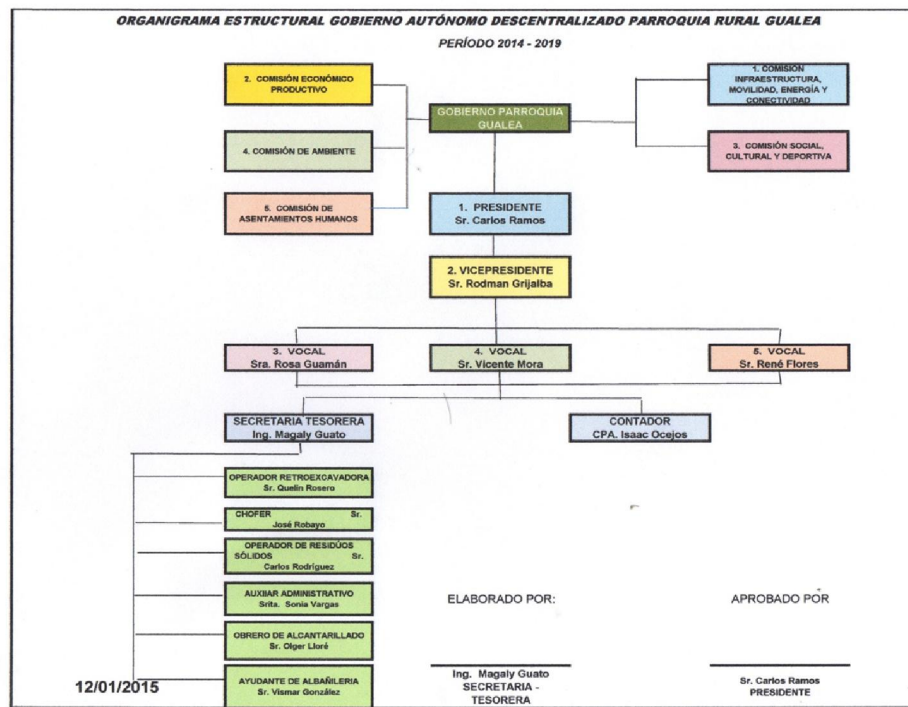 ORGANIGRAMA ESTRUCTURAL GOBIERNO AUTÓNOMO DESCENTRALIZADO PARROQUIA RURAL GUALEA
PERÍODO 2014 - 2019
2. COMISIÓN ECONÓMICO
PRODUCTIVO
1. COMISION
INFRAESTRUCTURA,
MOVILIDAD, ENERGÍA Y
CONECTIVIDAD
GOBIERNO PARROQUIA
GUALEA
4. COMISIÓN DE AMBIENTE
3. COMISIÓN SOCIAL,
CULTURAL Y DEPORTIVA
5. COMISIÓN DE
ASENTAMIENTOS HUMANOS
1. PRESIDENTE
Sr. Carlos Ramos
2. VICEPRESIDENTE
Sr. Rodman Grijalba
3. VOCAL
Sra. Rosa Guamán
4. VOCAL
Sr. Vicente Mora
5. VOCAL
Sr. René Flores
SECRETARIA TESORERA
Ing. Magaly Guato
CONTADOR
CPA. Isaac Ocejos
OPERADOR RETROEXCAVADORA
Sr. Quelin Rosero
CHOFER Sr.
José Robayo
OPERADOR DE RESIDÚOS
SÓLIDOS Sr.
Carlos Rodríguez
AUXIIAR ADMINISTRATIVO
Srita. Sonia Vargas
OBRERO DE ALCANTARILLADO
Sr. Olger Lloré
AYUDANTE DE ALBAÑILERIA
Sr. Vismar González
ELABORADO POR:
APROBADO POR
12/01/2015
Ing. Magaly Guato
SECRETARIA -
TESORERA
Sr. Carlos Ramos
PRESIDENTE